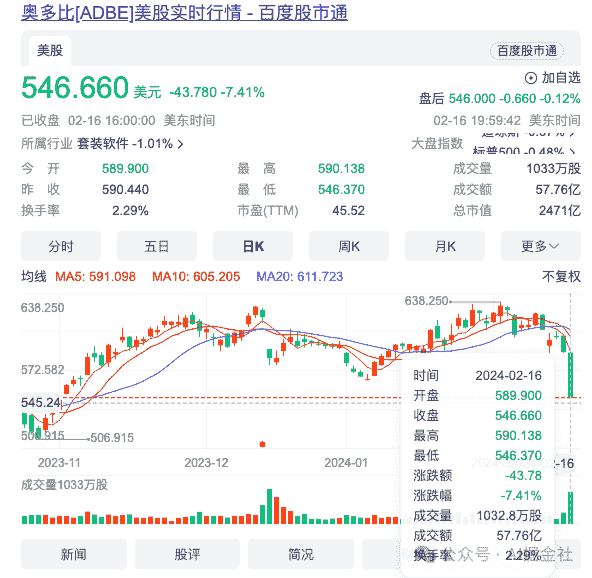 奥多比[ADBE]美股实时行情 - 百度股市通
美股 百度股市通
546.660 美元 -43.780 -7.41% 加自选
盘后 546.000 -0.660 -0.12%
已收盘 02-16 16:00:00 美东时间 02-16 19:59:42 美东时间
所属行业 套装软件 -1.01% 大盘指数
标普500 -0.48%
今开 589.900 最高 590.138 成交量 1033万股
昨收 590.440 最低 546.370 成交额 57.76亿
换手率 2.29% 市盈(TTM) 45.52 总市值 2471亿
分时 五日 日K 周K 月K 更多
均线 MA5: 591.098 MA10: 605.205 MA20: 611.723 不复权
638.250 638.250
572.582
545.24
506.915 506.915
2023-11 2023-12 2024-01
成交量1033万股
时间 2024-02-16
开盘 589.900
收盘 546.660
最高 590.138
最低 546.370
涨跌额 -43.78
涨跌幅 -7.41%
成交量 1032.8万股
成交额 57.76亿
换手率 2.29%
新闻 股评 简况